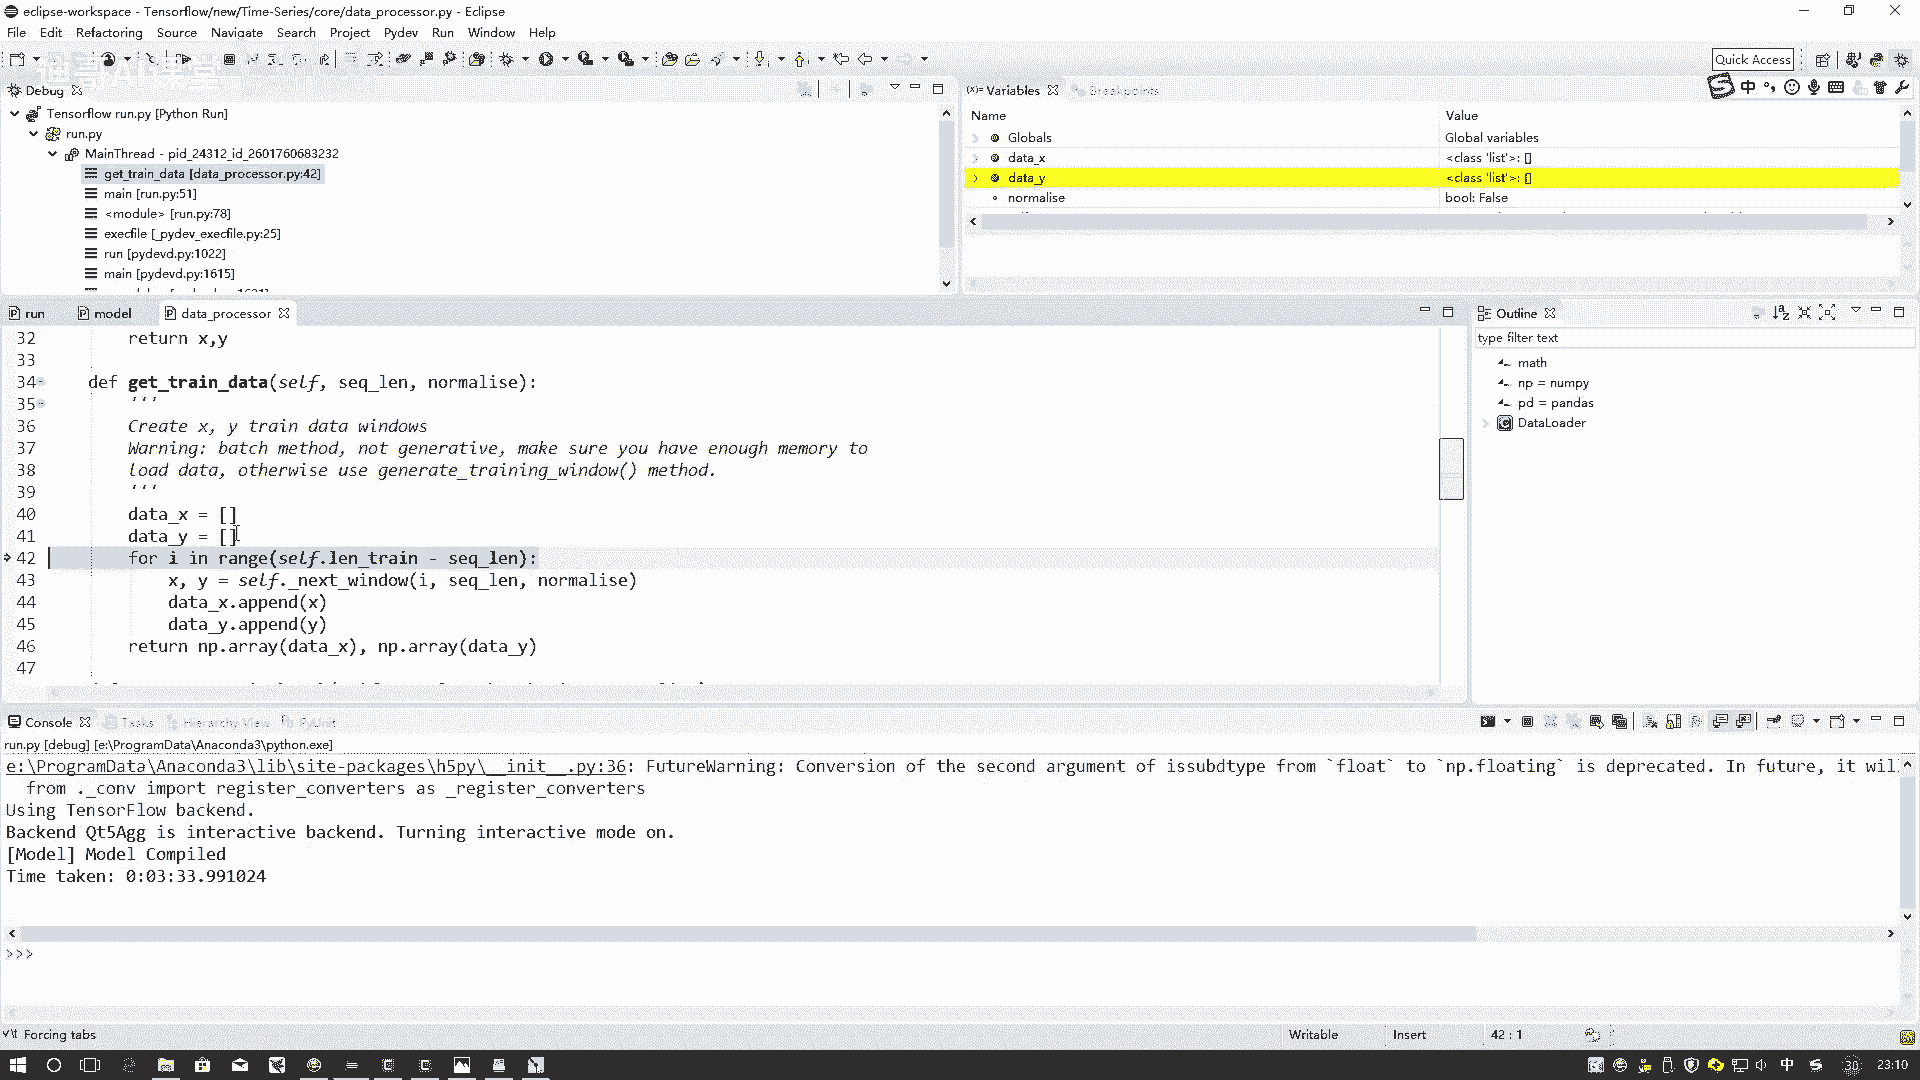 eclipse-workspace - Tensorflow/new/Time-Series/core/data_processor.py - Eclipse
File Edit Refactoring Source Navigate Search Project Pydev Run Window Help
迪哥AI课堂
Quick Access
Debug
Tensorflow run.py [Python Run]
run.py
MainThread - pid_24312_id_2601760683232
get_train_data [data_processor.py:42]
main [run.py:51]
<module> [run.py:78]
execfile [_pydev_execfile.py:25]
run [pydevd.py:1022]
main [pydevd.py:1615]
(x)= Variables Breakpoints
中
Name Value
Globals Global variables
data_x <class 'list'>: []
data_y <class 'list'>: []
normalise bool: False
run model data_processor
32 return x,y
33
34 def get_train_data(self, seq_len, normalise):
35 '''
36 Create x, y train data windows
37 Warning: batch method, not generative, make sure you have enough memory to
38 load data, otherwise use generate_training_window() method.
39 '''
40 data_x = []
41 data_y = []
42 for i in range(self.len_train - seq_len):
43 x, y = self._next_window(i, seq_len, normalise)
44 data_x.append(x)
45 data_y.append(y)
46 return np.array(data_x), np.array(data_y)
47
Outline
type filter text
math
np = numpy
pd = pandas
DataLoader
Console Tasks Hierarchy View PyUnit
run.py [debug] [e:\ProgramData\Anaconda3\python.exe]
e:\ProgramData\Anaconda3\lib\site-packages\h5py\__init__.py:36: FutureWarning: Conversion of the second argument of issubdtype from `float` to `np.floating` is deprecated. In future, it wil
from ._conv import register_converters as _register_converters
Using TensorFlow backend.
Backend Qt5Agg is interactive backend. Turning interactive mode on.
[Model] Model Compiled
Time taken: 0:03:33.991024
>>>
Forcing tabs Writable Insert 42 : 1
中 30 23:10